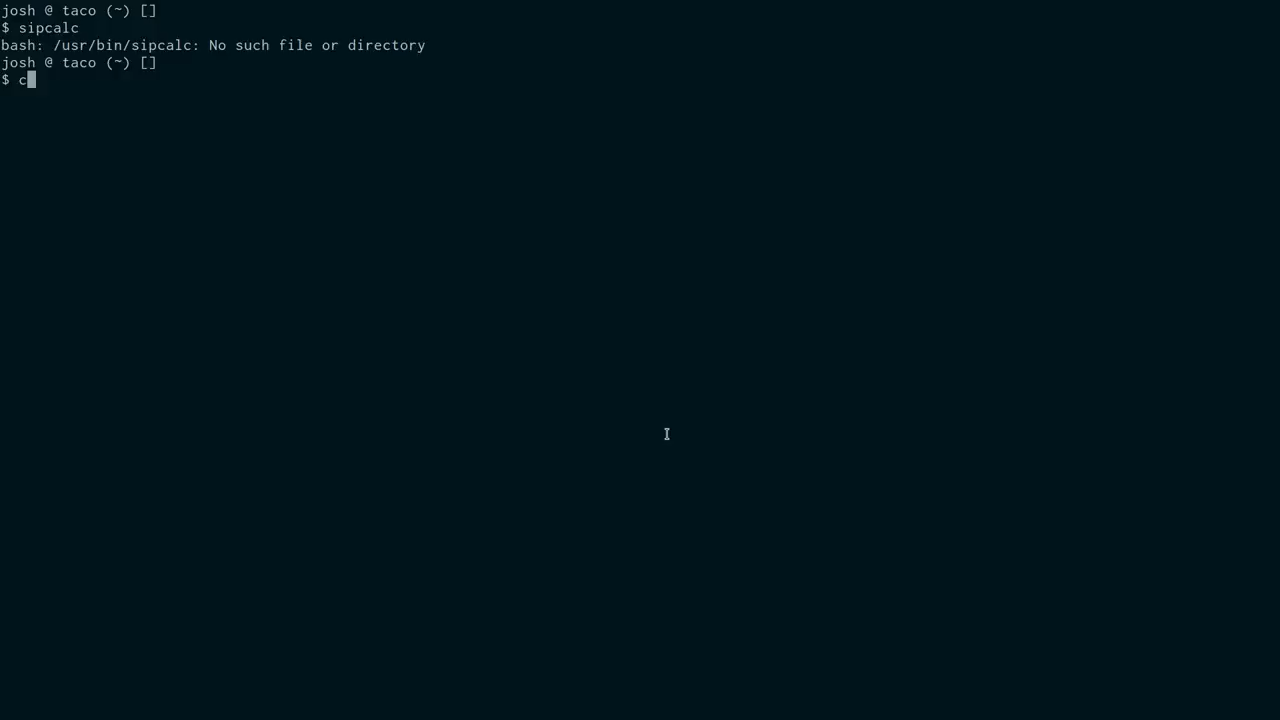 josh @ taco (~) []
$ sipcalc
bash: /usr/bin/sipcalc: No such file or directory
josh @ taco (~) []
$ c